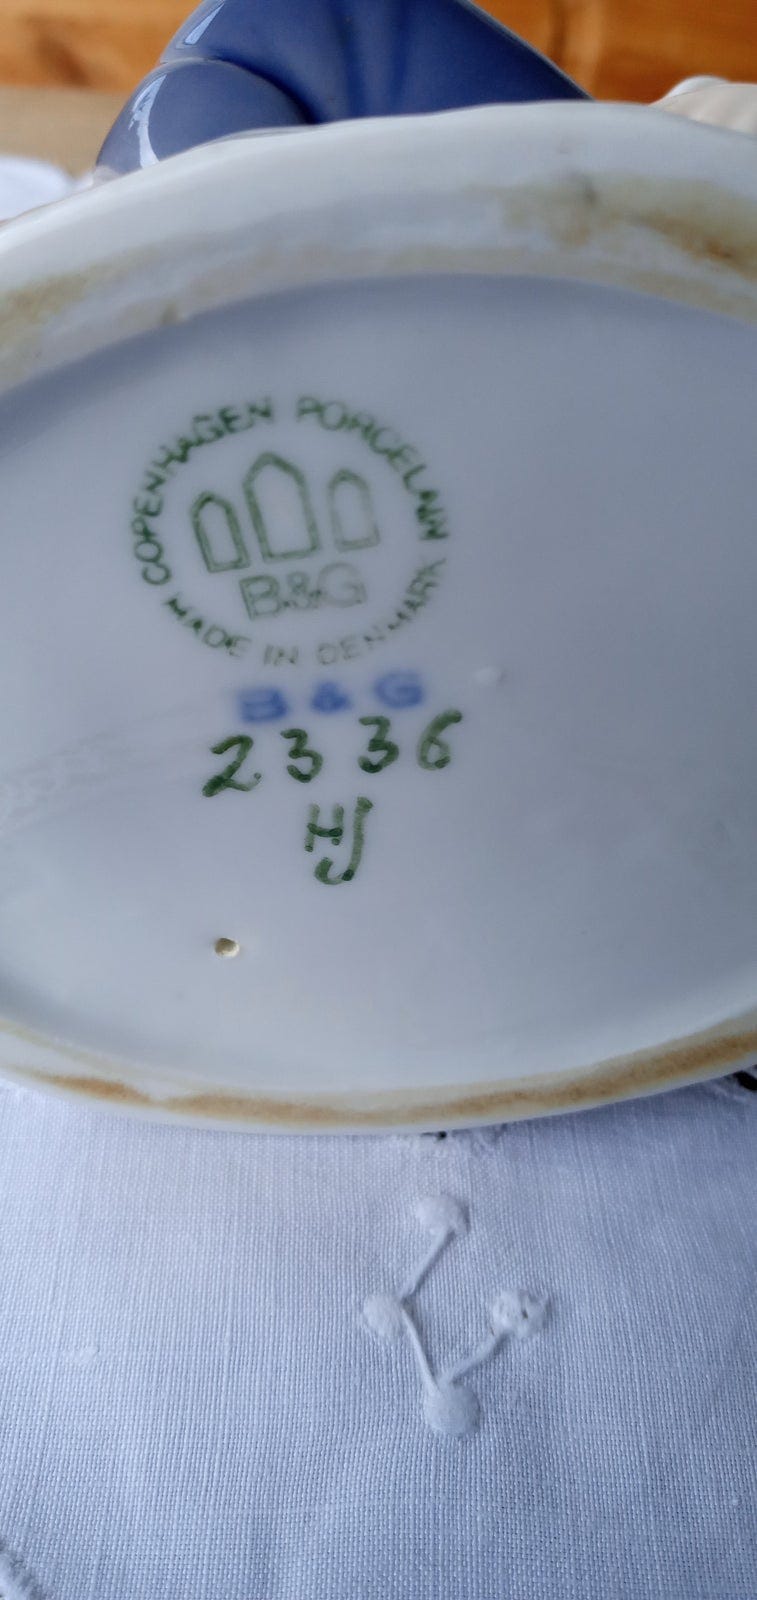 COPENHAGEN PORCELAIN
B&G
MADE IN DENMARK
B & G
2336
HJ